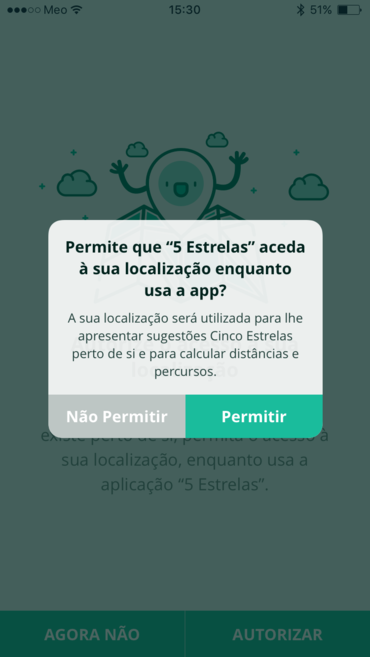 Meo
15:30
51%
Permite que “5 Estrelas” aceda
à sua localização enquanto
usa a app?
A sua localização será utilizada para lhe
apresentar sugestões Cinco Estrelas
perto de si e para calcular distâncias e
percursos.
Não Permitir
Permitir
existe perto de si, permita o acesso à
sua localização, enquanto usa a
aplicação “5 Estrelas”.
AGORA NÃO
AUTORIZAR